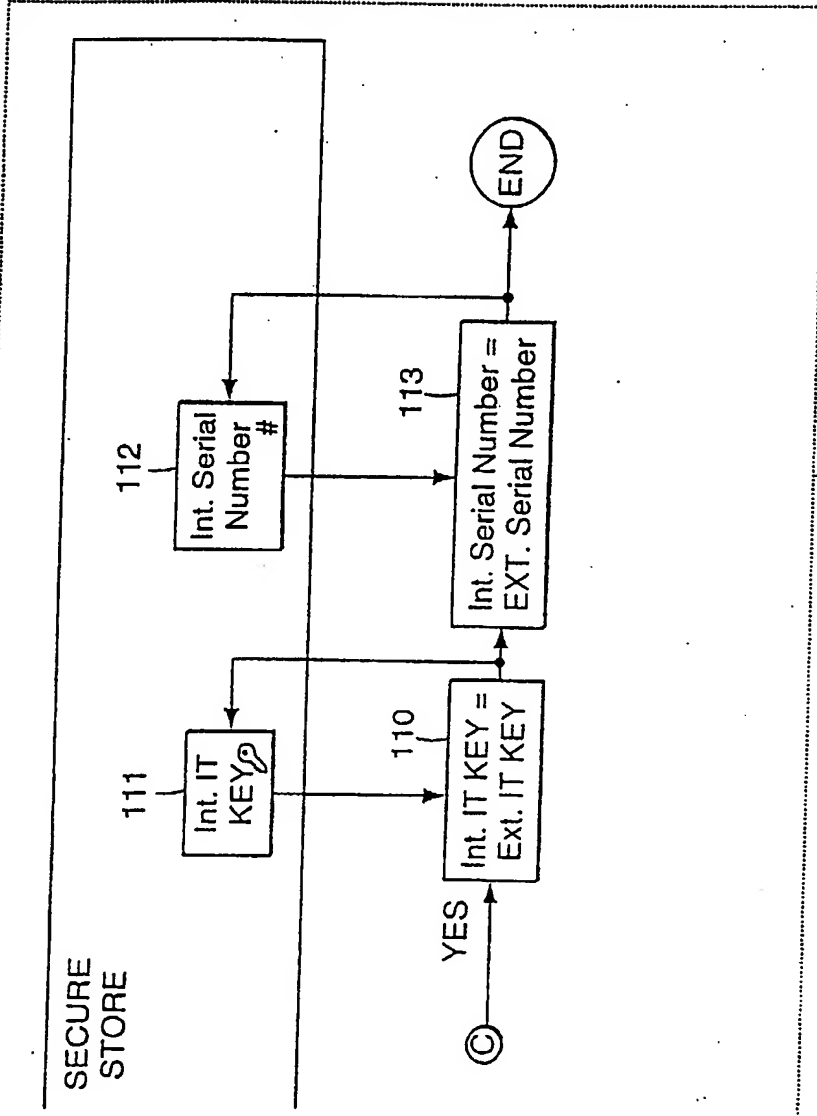 SECURE
STORE
111
Int. IT
KEY
112
Int. Serial
Number
#
C
YES
110
Int. IT KEY =
Ext. IT KEY
113
Int. Serial Number =
EXT. Serial Number
END